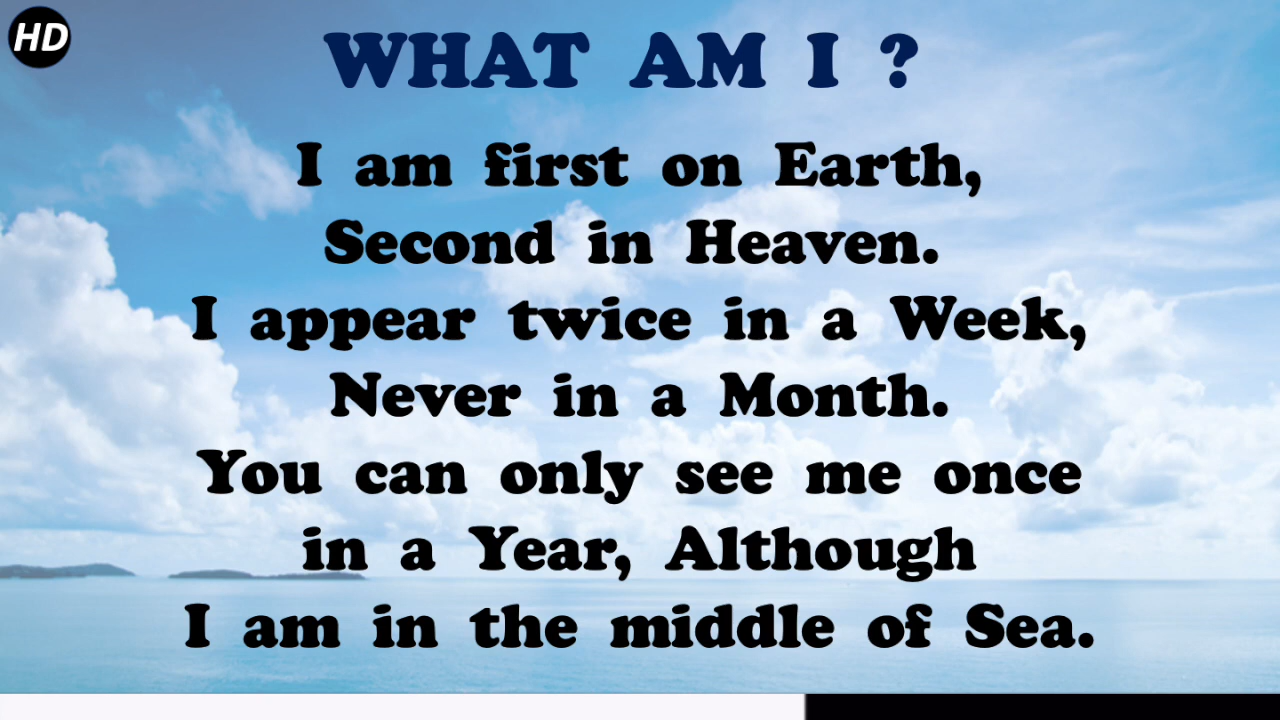 HD
WHAT AM I ?
I am first on Earth,
Second in Heaven.
I appear twice in a Week,
Never in a Month.
You can only see me once
in a Year, Although
I am in the middle of Sea.